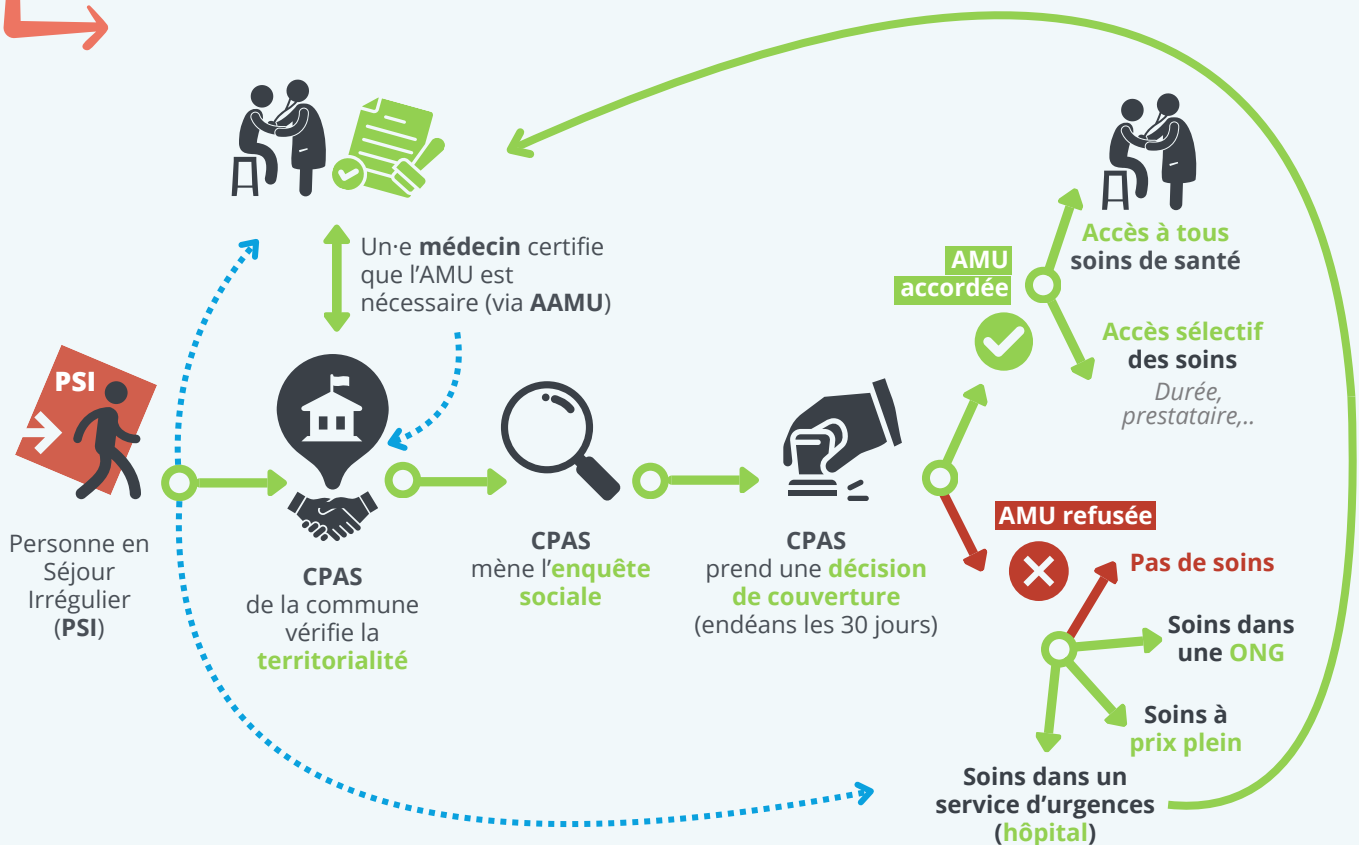 PSI
Personne en
Séjour
Irrégulier
(PSI)
Un·e médecin certifie
que l'AMU est
nécessaire (via AAMU)
CPAS
de la commune
vérifie la
territorialité
CPAS
mène l'enquête
sociale
CPAS
prend une décision
de couverture
(endéans les 30 jours)
AMU
accordée
Accès à tous
soins de santé
Accès sélectif
des soins
Durée,
prestataire,..
AMU refusée
Pas de soins
Soins dans
une ONG
Soins à
prix plein
Soins dans un
service d'urgences
(hôpital)